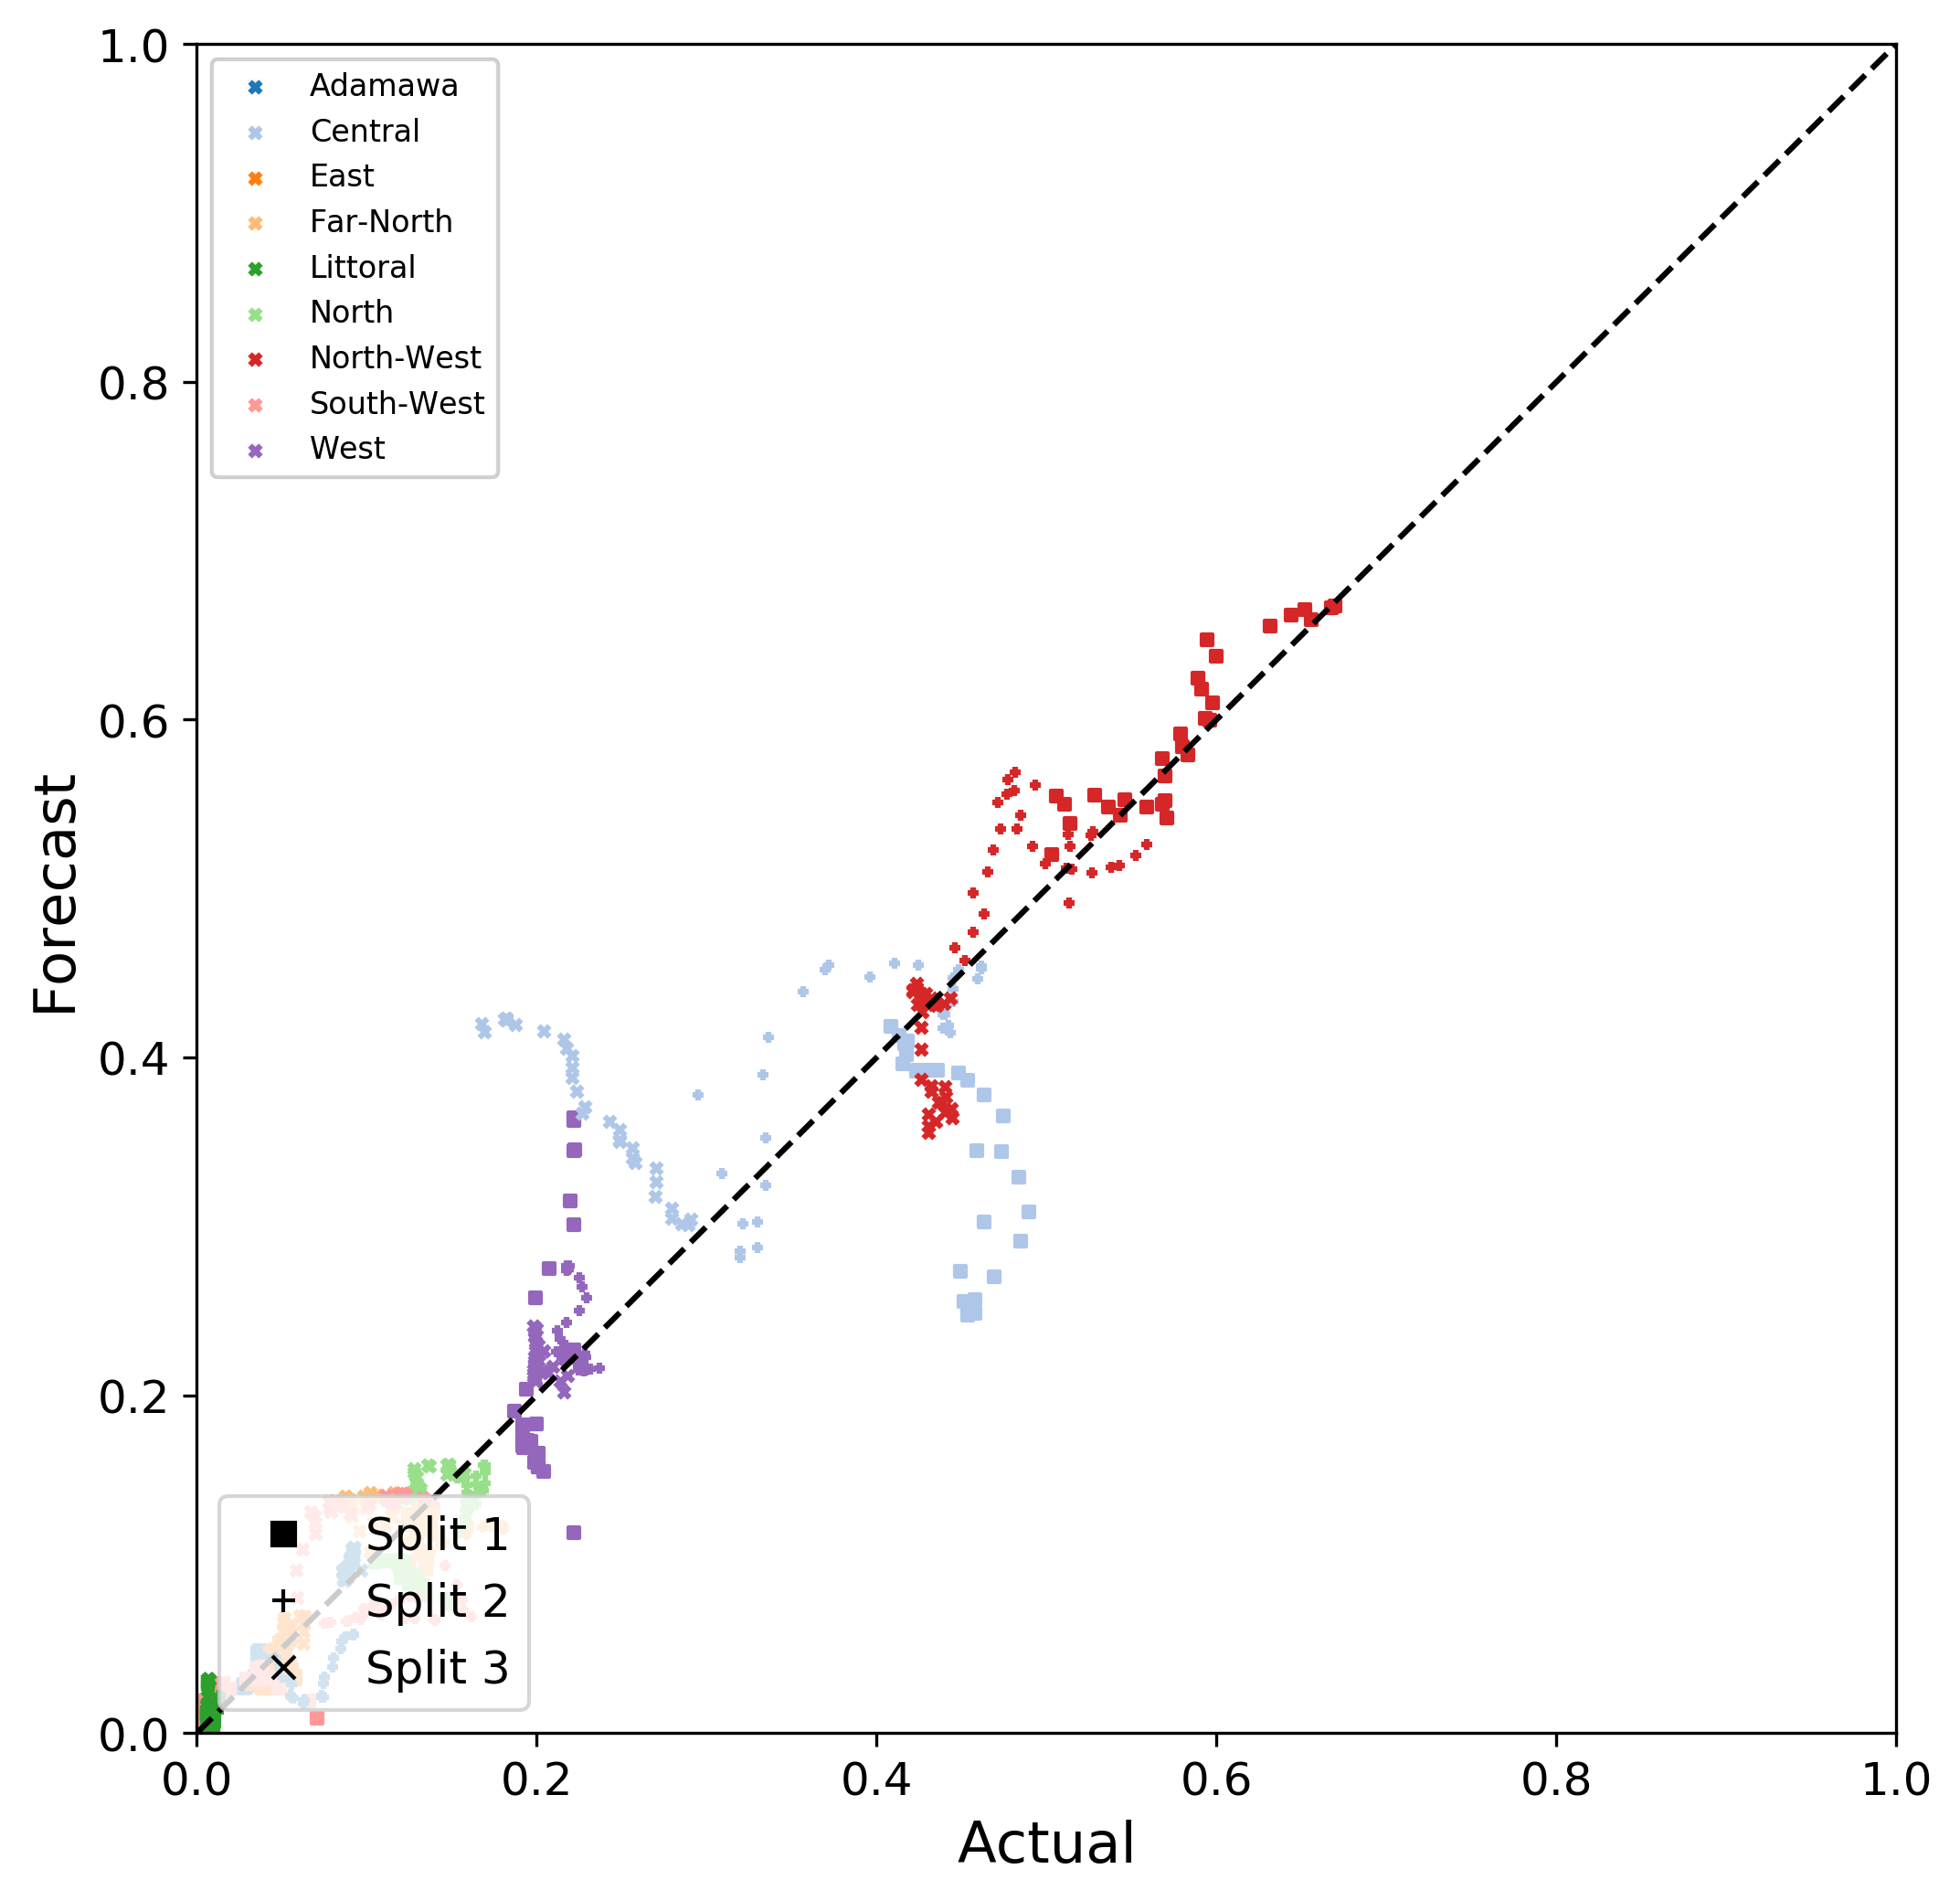 1.0
0.8
0.6
0.4
0.2
0.0
Forecast
Adamawa
Central
East
Far-North
Littoral
North
North-West
South-West
West
Split 1
Split 2
Split 3
0.0 0.2 0.4 0.6 0.8 1.0
Actual